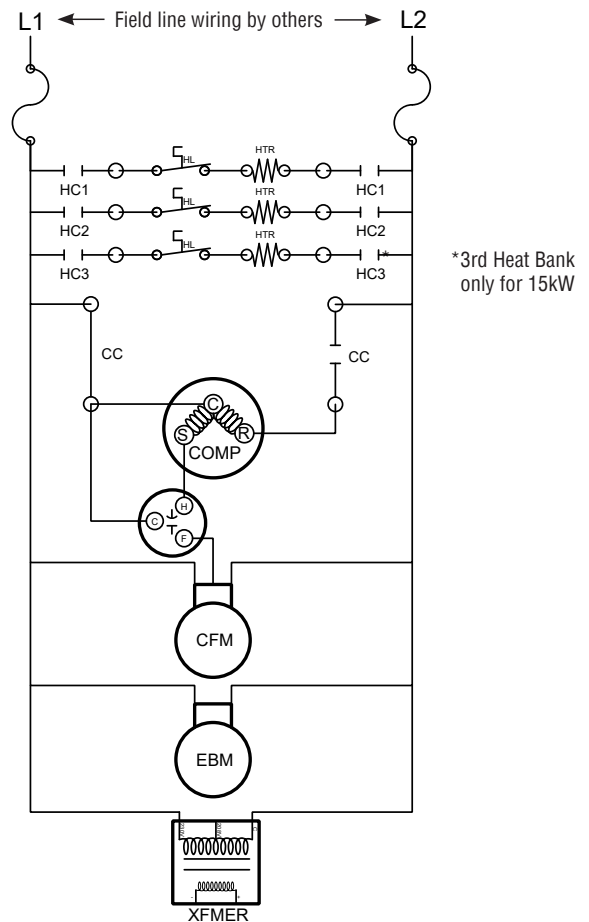 L1 Field line wiring by others L2
HL HTR
HC1 HC1
HL HTR
HC2 HC2
HL HTR *
HC3 HC3
*3rd Heat Bank
only for 15kW
CC CC
C
S R
COMP
H
C
F
CFM
EBM
C
- +
XFMER